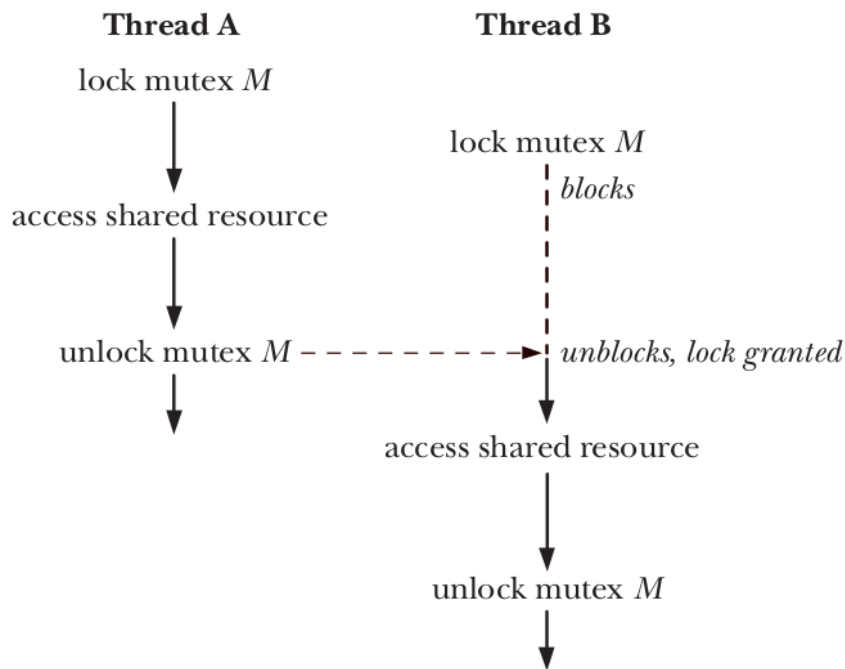 Thread A
Thread B
lock mutex M
lock mutex M
blocks
access shared resource
unlock mutex M
unblocks, lock granted
access shared resource
unlock mutex M